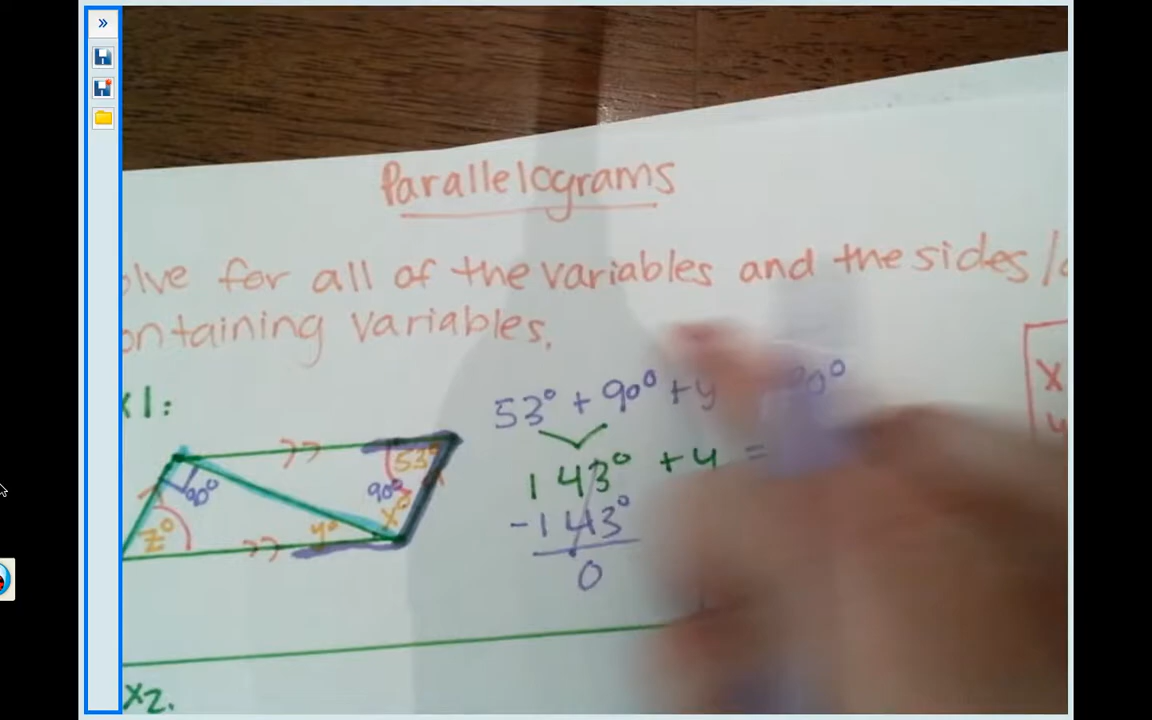 Parallelograms
olve for all of the variables and the sides/
ontaining variables.
x1:
53° + 90° + y 90°
143° + y =
-143°
0
53°
90°
90°
x°
y°
z°
x
y
x2.